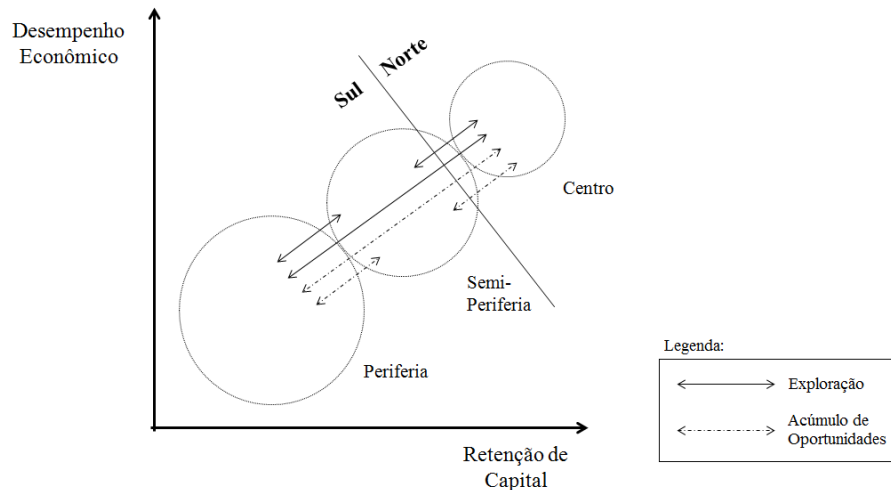 Desempenho
Econômico
Sul
Norte
Centro
Semi-
Periferia
Periferia
Legenda:
Exploração
Acúmulo de
Oportunidades
Retenção de
Capital